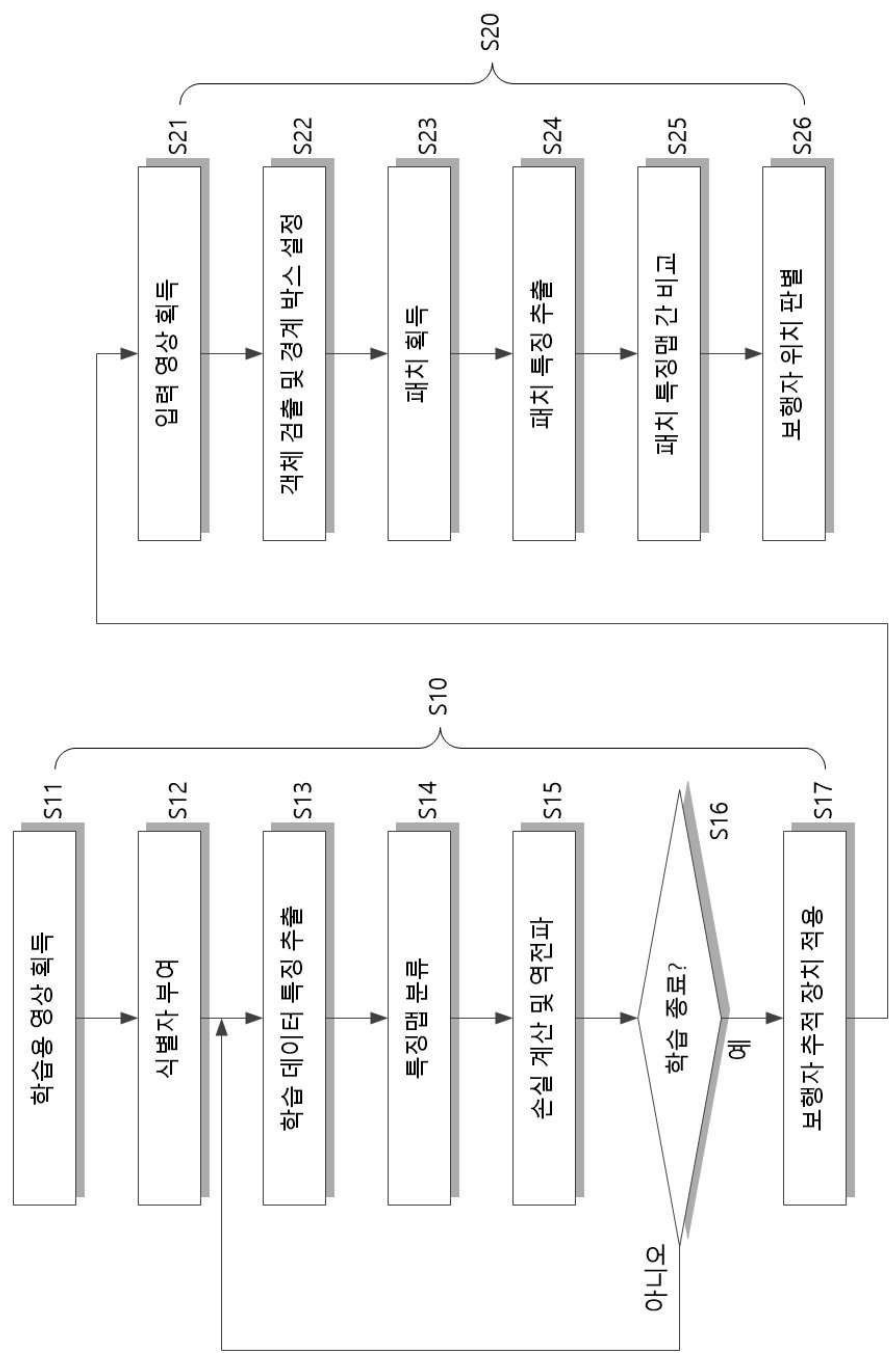 학습용 영상 획득
S11
식별자 부여
S12
학습 데이터 특징 추출
S13
특징맵 분류
S14
손실 계산 및 역전파
S15
학습 종료?
S16
아니오
예
보행자 추적 장치 적용
S17
S10
입력 영상 획득
S21
객체 검출 및 경계 박스 설정
S22
패치 획득
S23
패치 특징 추출
S24
패치 특징맵 간 비교
S25
보행자 위치 판별
S26
S20